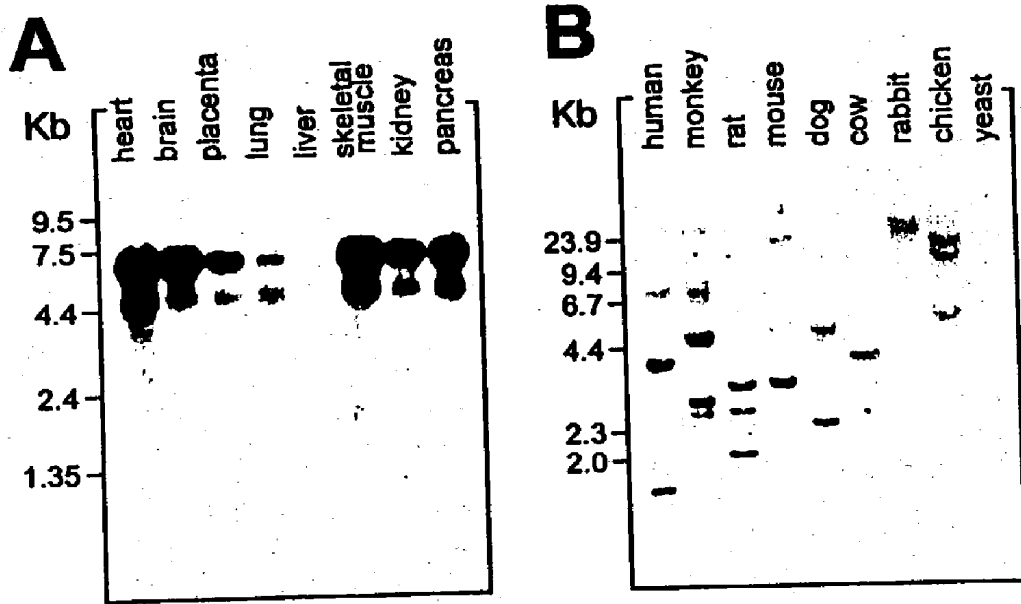 A
Kb
heart
brain
placenta
lung
liver
skeletal
muscle
kidney
pancreas
9.5
7.5
4.4
2.4
1.35
B
Kb
human
monkey
rat
mouse
dog
cow
rabbit
chicken
yeast
23.9
9.4
6.7
4.4
2.3
2.0